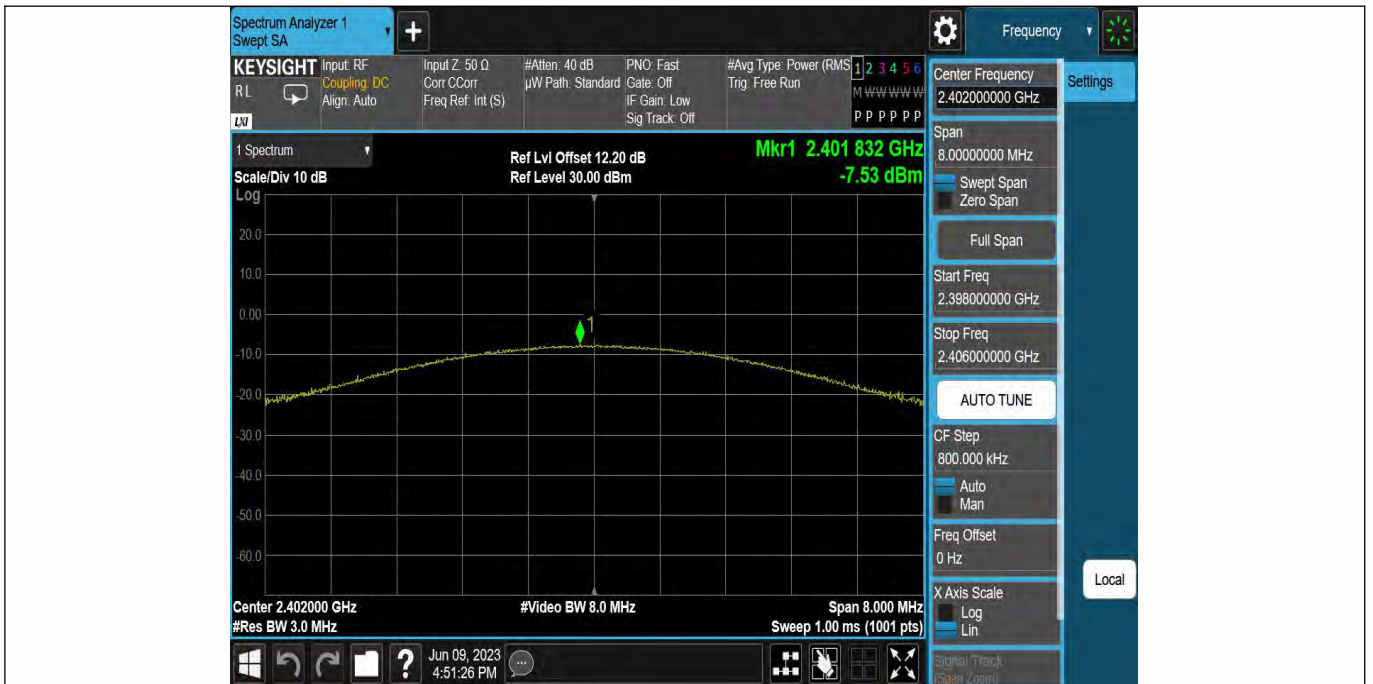 Spectrum Analyzer 1
Swept SA
+
Frequency
KEYSIGHT
RL
LXI
Input: RF
Coupling: DC
Align: Auto
Input Z: 50 Ω
Corr CCorr
Freq Ref: Int (S)
#Atten: 40 dB
µW Path: Standard
PNO: Fast
Gate: Off
IF Gain: Low
Sig Track: Off
#Avg Type: Power (RMS
Trig: Free Run
1 2 3 4 5 6
M W W W W W
P P P P P P
Center Frequency
2.402000000 GHz
Settings
Span
8.00000000 MHz
Swept Span
Zero Span
Full Span
Start Freq
2.398000000 GHz
Stop Freq
2.406000000 GHz
AUTO TUNE
CF Step
800.000 kHz
Auto
Man
Freq Offset
0 Hz
X Axis Scale
Log
Lin
Signal Track
(Span Zoom)
Local
1 Spectrum
Scale/Div 10 dB
Ref Lvl Offset 12.20 dB
Ref Level 30.00 dBm
Mkr1 2.401 832 GHz
-7.53 dBm
Log
20.0
10.0
0.00
-10.0
-20.0
-30.0
-40.0
-50.0
-60.0
1
Center 2.402000 GHz
#Video BW 8.0 MHz
Span 8.000 MHz
#Res BW 3.0 MHz
Sweep 1.00 ms (1001 pts)
?
Jun 09, 2023
4:51:26 PM